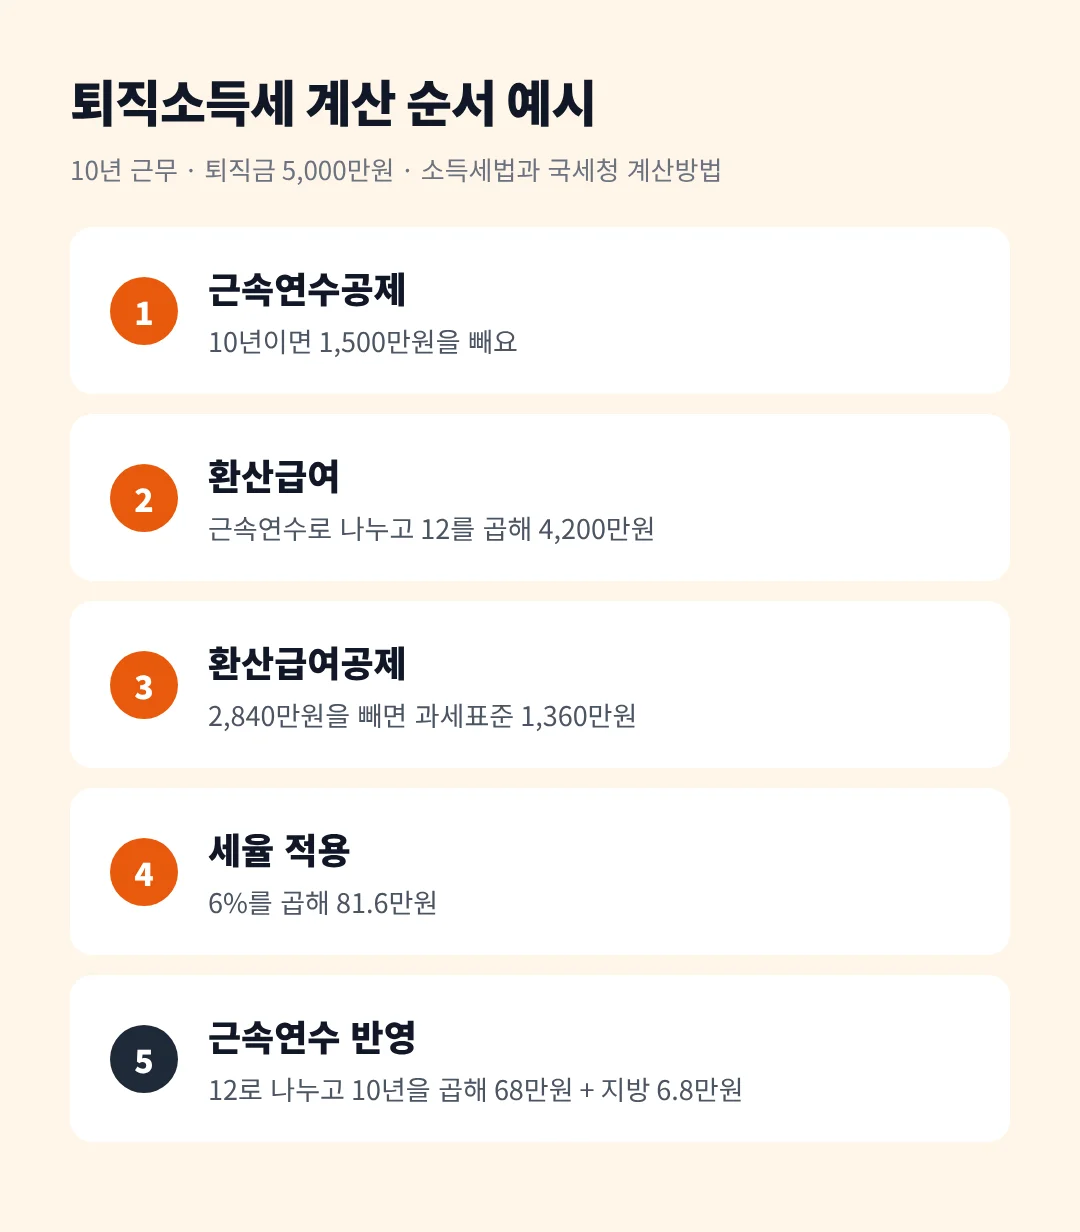 퇴직소득세 계산 순서 예시
10년 근무 · 퇴직금 5,000만원 · 소득세법과 국세청 계산방법
1
근속연수공제
10년이면 1,500만원을 빼요
2
환산급여
근속연수로 나누고 12를 곱해 4,200만원
3
환산급여공제
2,840만원을 빼면 과세표준 1,360만원
4
세율 적용
6%를 곱해 81.6만원
5
근속연수 반영
12로 나누고 10년을 곱해 68만원 + 지방 6.8만원